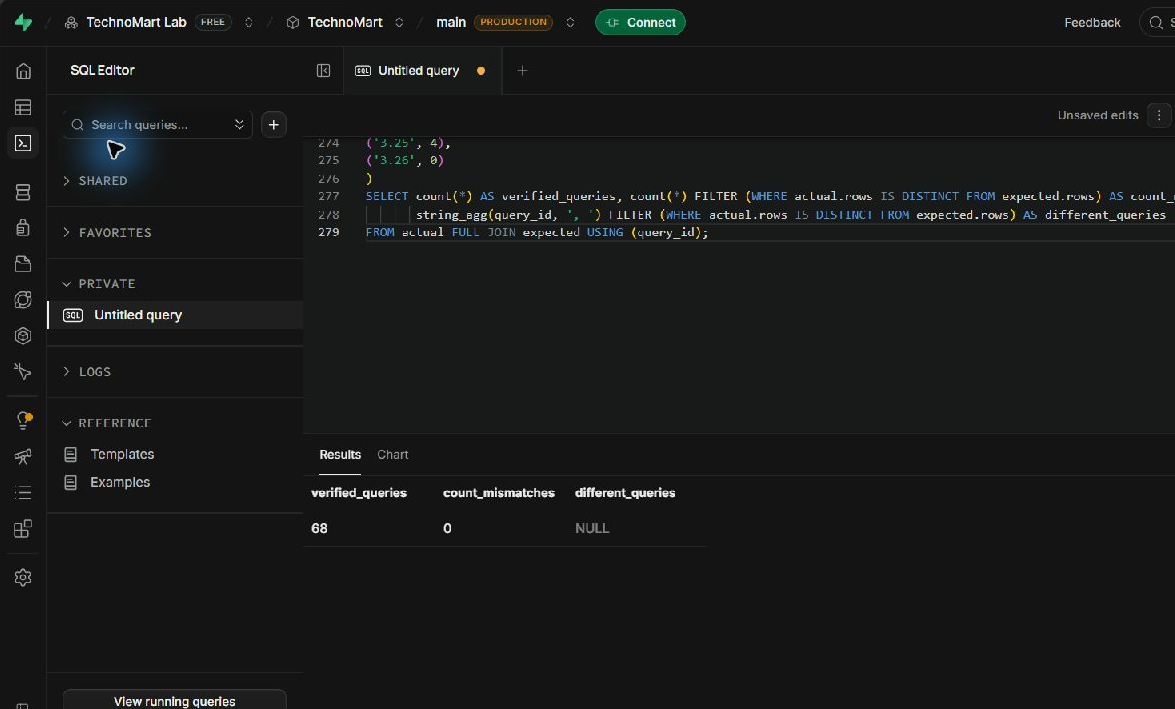 TechnoMart Lab FREE TechnoMart main PRODUCTION Connect Feedback
SQL Editor
Untitled query
Unsaved edits
Search queries...
SHARED
FAVORITES
PRIVATE
SQL Untitled query
LOGS
REFERENCE
Templates
Examples
View running queries
274 ('3.25', 4),
275 ('3.26', 0)
276 )
277 SELECT count(*) AS verified_queries, count(*) FILTER (WHERE actual.rows IS DISTINCT FROM expected.rows) AS count_
278 string_agg(query_id, ', ') FILTER (WHERE actual.rows IS DISTINCT FROM expected.rows) AS different_queries
279 FROM actual FULL JOIN expected USING (query_id);
Results Chart
verified_queries count_mismatches different_queries
68 0 NULL